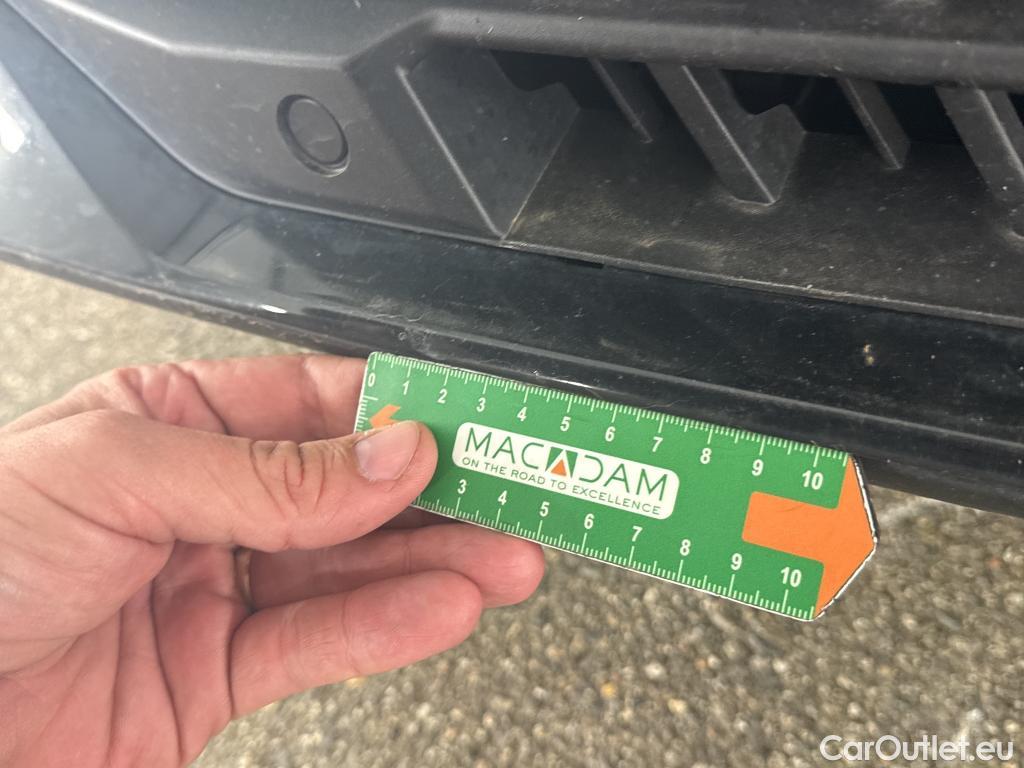 0 1 2 3 4 5 6 7 8 9 10
MACADAM
ON THE ROAD TO EXCELLENCE
3 4 5 6 7 8 9 10
CarOutlet.eu